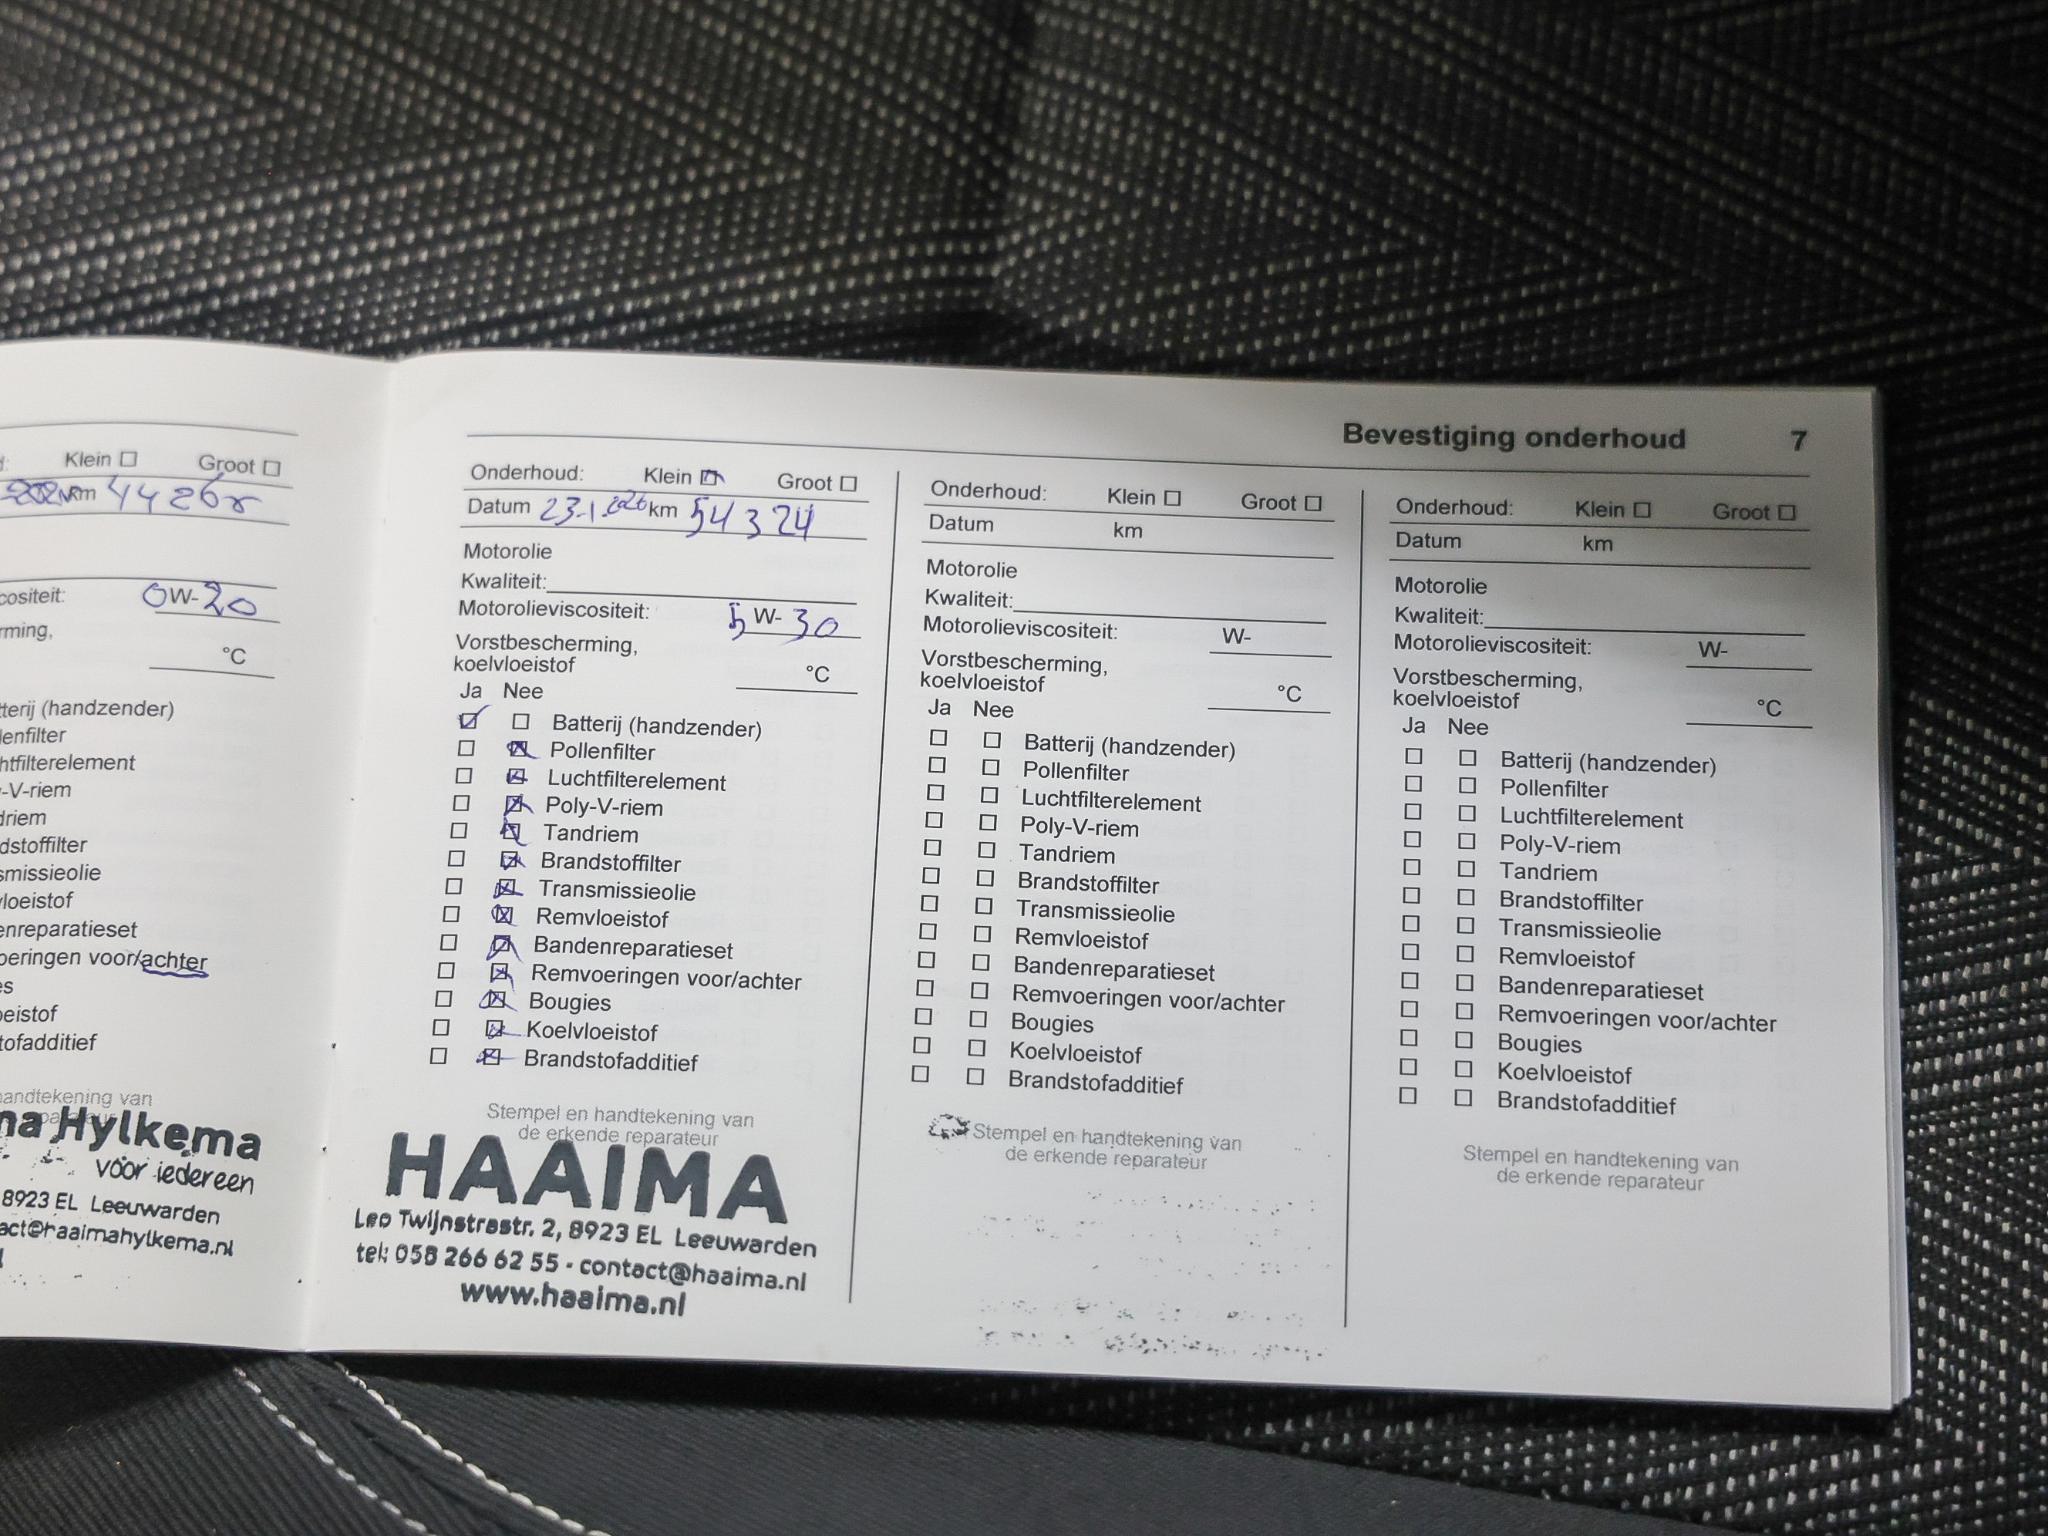 Bevestiging onderhoud 7
Klein Groot
km 44268
cositeit: 0W-20
rming,
°C
tterij (handzender)
lenfilter
htfilterelement
-V-riem
driem
dstoffilter
smissieolie
vloeistof
enreparatieset
oeringen voor/achter
es
oeistof
tofadditief
handtekening van
na Hylkema
vóór iedereen
8923 EL Leeuwarden
act@haaimahylkema.nl
Onderhoud: Klein Groot
Datum 23-1-2026 km 54324
Motorolie
Kwaliteit:
Motorolieviscositeit: 5W-30
Vorstbescherming,
koelvloeistof °C
Ja Nee
Batterij (handzender)
Pollenfilter
Luchtfilterelement
Poly-V-riem
Tandriem
Brandstoffilter
Transmissieolie
Remvloeistof
Bandenreparatieset
Remvoeringen voor/achter
Bougies
Koelvloeistof
Brandstofadditief
Stempel en handtekening van
de erkende reparateur
HAAIMA
Leo Twijnstrastr. 2, 8923 EL Leeuwarden
tel: 058 266 62 55 - contact@haaima.nl
www.haaima.nl
Onderhoud: Klein Groot
Datum km
Motorolie
Kwaliteit:
Motorolieviscositeit: W-
Vorstbescherming,
koelvloeistof °C
Ja Nee
Batterij (handzender)
Pollenfilter
Luchtfilterelement
Poly-V-riem
Tandriem
Brandstoffilter
Transmissieolie
Remvloeistof
Bandenreparatieset
Remvoeringen voor/achter
Bougies
Koelvloeistof
Brandstofadditief
Stempel en handtekening van
de erkende reparateur
Onderhoud: Klein Groot
Datum km
Motorolie
Kwaliteit:
Motorolieviscositeit: W-
Vorstbescherming,
koelvloeistof °C
Ja Nee
Batterij (handzender)
Pollenfilter
Luchtfilterelement
Poly-V-riem
Tandriem
Brandstoffilter
Transmissieolie
Remvloeistof
Bandenreparatieset
Remvoeringen voor/achter
Bougies
Koelvloeistof
Brandstofadditief
Stempel en handtekening van
de erkende reparateur